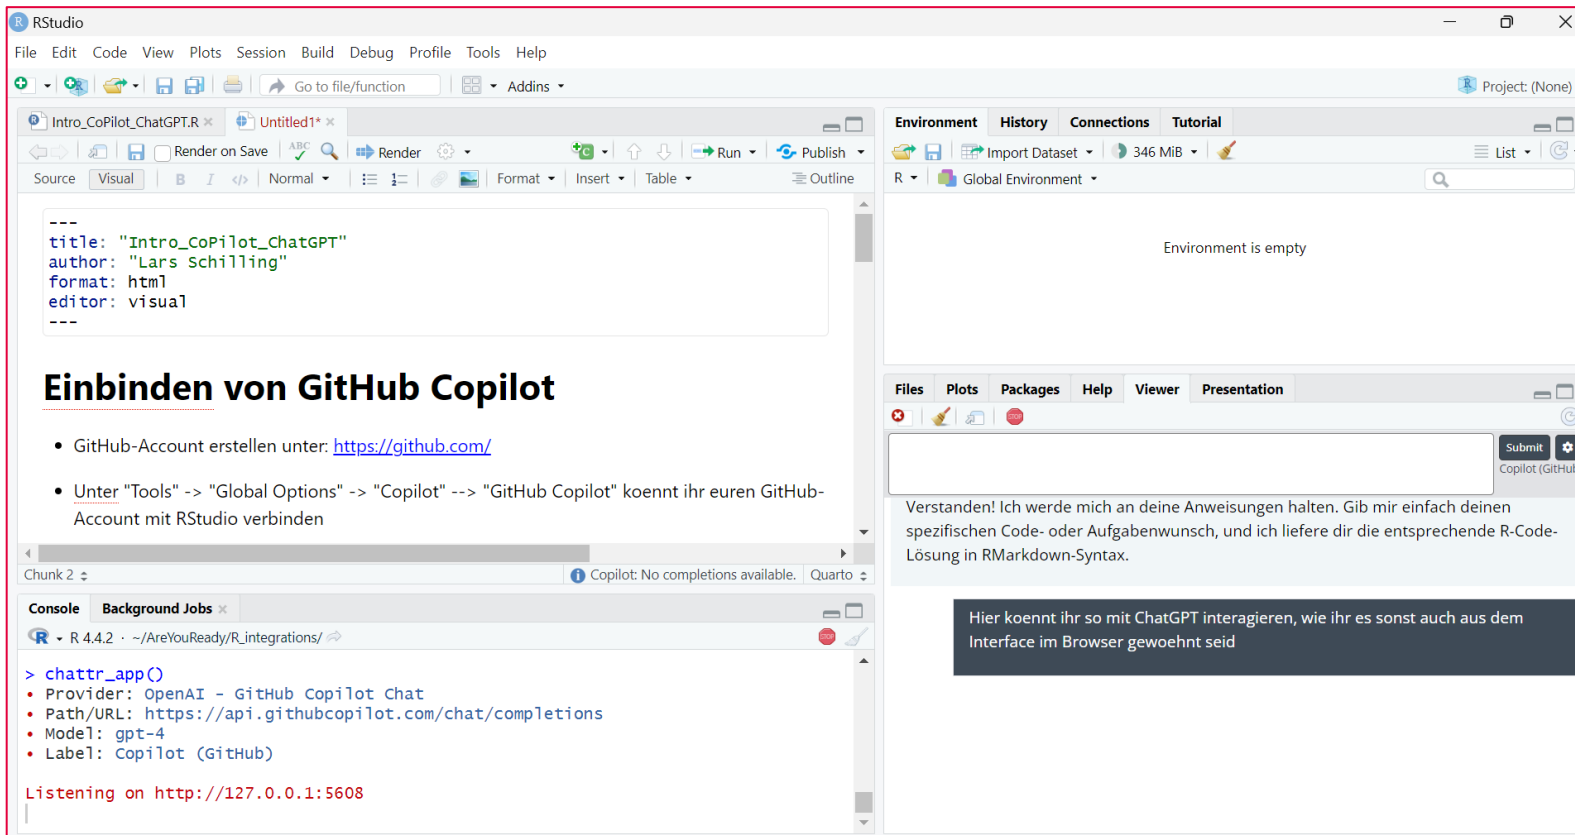 RStudio
File Edit Code View Plots Session Build Debug Profile Tools Help
Go to file/function Addins Project: (None)
Intro_CoPilot_ChatGPT.R Untitled1*
Render on Save ABC Render Run Publish
Source Visual B I </> Normal Format Insert Table Outline
---
title: "Intro_CoPilot_ChatGPT"
author: "Lars Schilling"
format: html
editor: visual
---
Einbinden von GitHub Copilot
• GitHub-Account erstellen unter: https://github.com/
• Unter "Tools" -> "Global Options" -> "Copilot" --> "GitHub Copilot" koennt ihr euren GitHub-
Account mit RStudio verbinden
Chunk 2 Copilot: No completions available. Quarto
Console Background Jobs
R 4.4.2 · ~/AreYouReady/R_integrations/
STOP
> chattr_app()
• Provider: OpenAI - GitHub Copilot Chat
• Path/URL: https://api.githubcopilot.com/chat/completions
• Model: gpt-4
• Label: Copilot (GitHub)
Listening on http://127.0.0.1:5608
Environment History Connections Tutorial
Import Dataset 346 MiB List
R Global Environment
Environment is empty
Files Plots Packages Help Viewer Presentation
STOP
Submit
Copilot (GitHub
Verstanden! Ich werde mich an deine Anweisungen halten. Gib mir einfach deinen
spezifischen Code- oder Aufgabenwunsch, und ich liefere dir die entsprechende R-Code-
Lösung in RMarkdown-Syntax.
Hier koennt ihr so mit ChatGPT interagieren, wie ihr es sonst auch aus dem
Interface im Browser gewoehnt seid